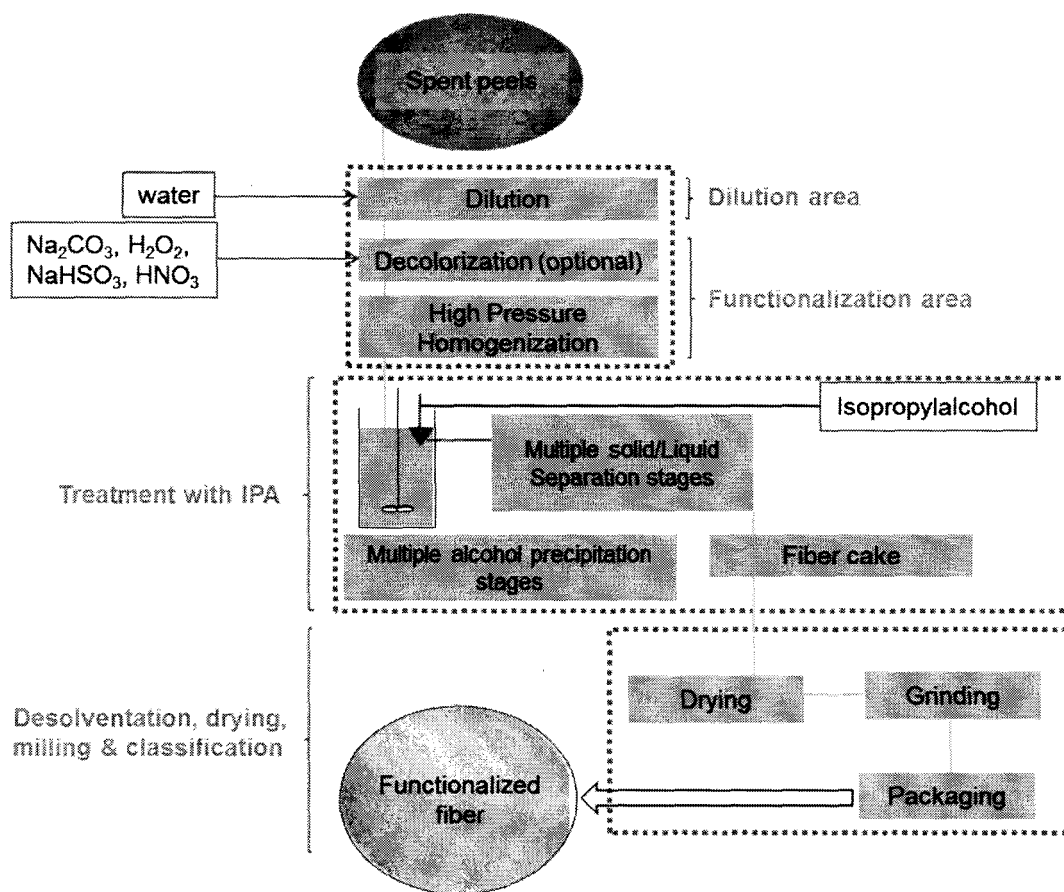 Spent peels
water
Dilution
Dilution area
Na₂CO₃, H₂O₂,
NaHSO₃, HNO₃
Decolorization (optional)
High Pressure
Homogenization
Functionalization area
Isopropylalcohol
Multiple solid/Liquid
Separation stages
Treatment with IPA
Multiple alcohol precipitation
stages
Fiber cake
Drying
Grinding
Desolventation, drying,
milling & classification
Functionalized
fiber
Packaging